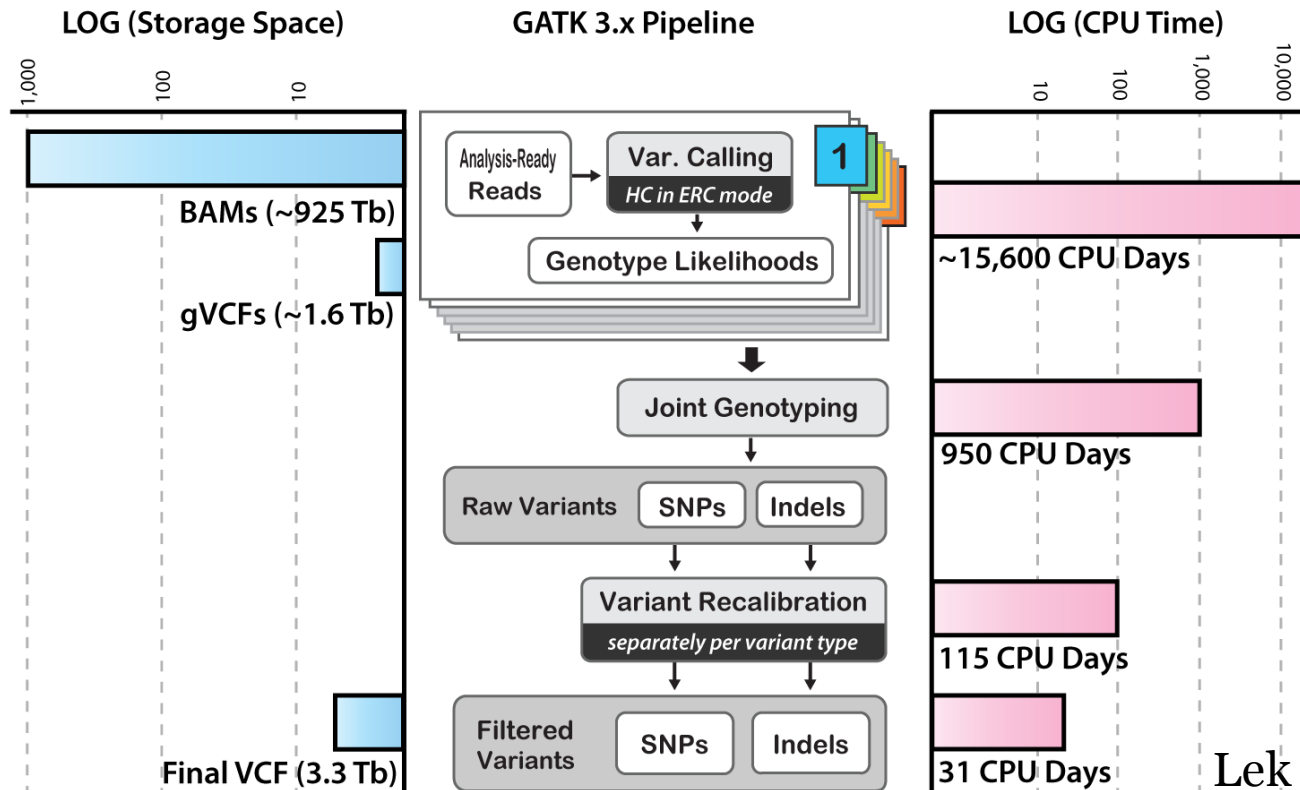 LOG (Storage Space)
GATK 3.x Pipeline
LOG (CPU Time)
1,000
100
10
10
100
1,000
10,000
Analysis-Ready
Reads
Var. Calling
HC in ERC mode
1
Genotype Likelihoods
BAMs (~925 Tb)
gVCFs (~1.6 Tb)
~15,600 CPU Days
Joint Genotyping
950 CPU Days
Raw Variants
SNPs
Indels
Variant Recalibration
separately per variant type
115 CPU Days
Filtered
Variants
SNPs
Indels
Final VCF (3.3 Tb)
31 CPU Days
Lek